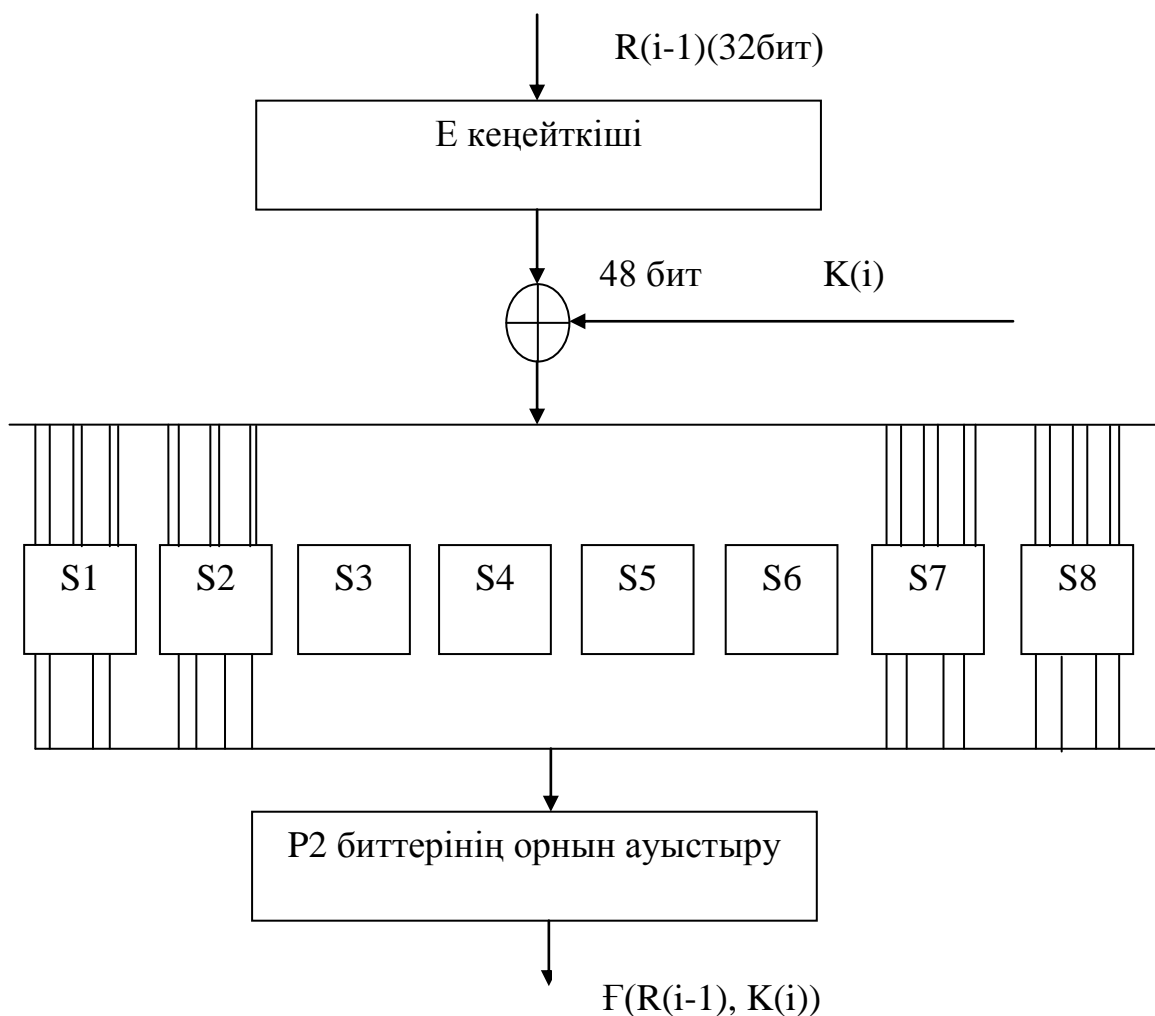 R(i-1)(32бит)
Е кеңейткіші
48 бит K(i)
S1 S2 S3 S4 S5 S6 S7 S8
P2 биттерінің орнын ауыстыру
Ғ(R(i-1), K(i))